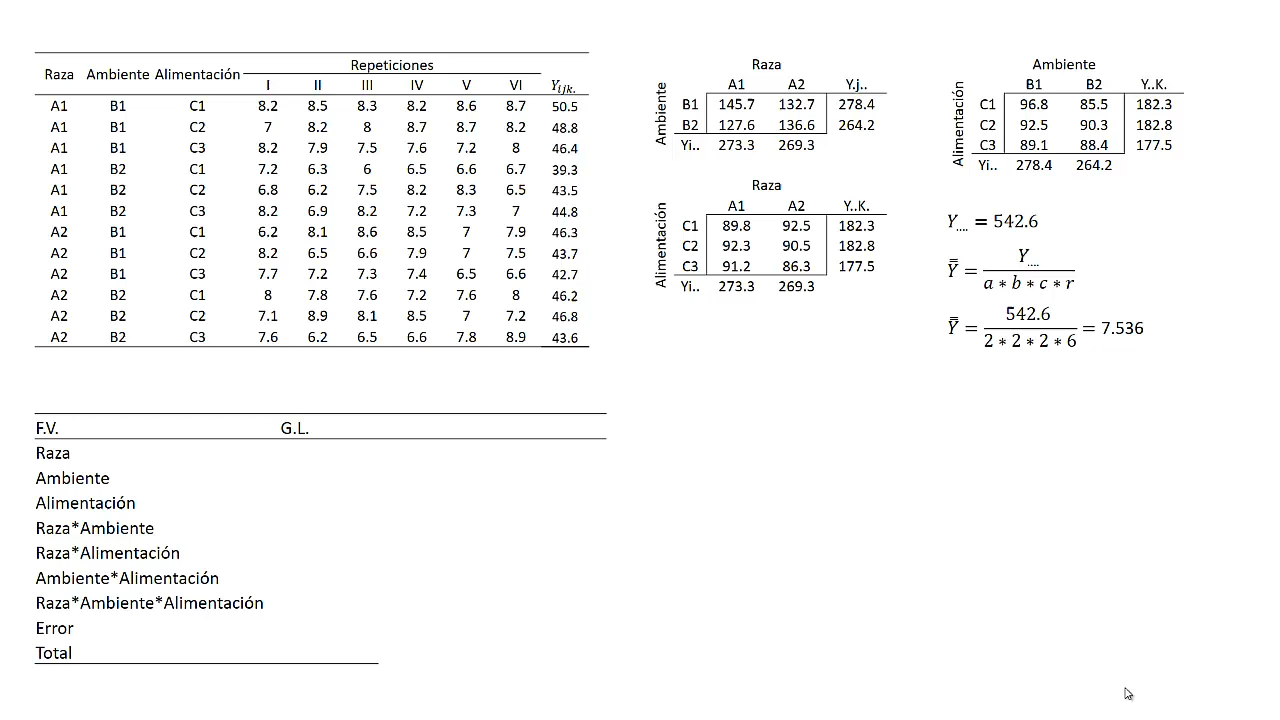 Repeticiones
Raza Ambiente Alimentación I II III IV V VI Yijk.
A1 B1 C1 8.2 8.5 8.3 8.2 8.6 8.7 50.5
A1 B1 C2 7 8.2 8 8.7 8.7 8.2 48.8
A1 B1 C3 8.2 7.9 7.5 7.6 7.2 8 46.4
A1 B2 C1 7.2 6.3 6 6.5 6.6 6.7 39.3
A1 B2 C2 6.8 6.2 7.5 8.2 8.3 6.5 43.5
A1 B2 C3 8.2 6.9 8.2 7.2 7.3 7 44.8
A2 B1 C1 6.2 8.1 8.6 8.5 7 7.9 46.3
A2 B1 C2 8.2 6.5 6.6 7.9 7 7.5 43.7
A2 B1 C3 7.7 7.2 7.3 7.4 6.5 6.6 42.7
A2 B2 C1 8 7.8 7.6 7.2 7.6 8 46.2
A2 B2 C2 7.1 8.9 8.1 8.5 7 7.2 46.8
A2 B2 C3 7.6 6.2 6.5 6.6 7.8 8.9 43.6
Raza
A1 A2 Y.j..
Ambiente
B1 145.7 132.7 278.4
B2 127.6 136.6 264.2
Yi.. 273.3 269.3
Raza
A1 A2 Y..K.
Alimentación
C1 89.8 92.5 182.3
C2 92.3 90.5 182.8
C3 91.2 86.3 177.5
Yi.. 273.3 269.3
Ambiente
B1 B2 Y..K.
Alimentación
C1 96.8 85.5 182.3
C2 92.5 90.3 182.8
C3 89.1 88.4 177.5
Yi.. 278.4 264.2
Y.... = 542.6
Y̿ = Y.... / a * b * c * r
Y̿ = 542.6 / 2 * 2 * 2 * 6 = 7.536
F.V. G.L.
Raza
Ambiente
Alimentación
Raza*Ambiente
Raza*Alimentación
Ambiente*Alimentación
Raza*Ambiente*Alimentación
Error
Total